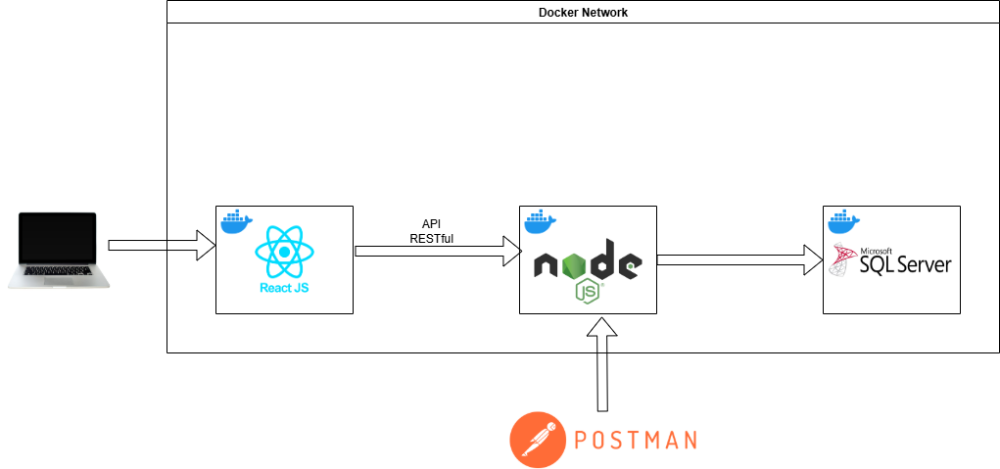 Docker Network
API
RESTful
React JS
node
JS
Microsoft
SQL Server
POSTMAN